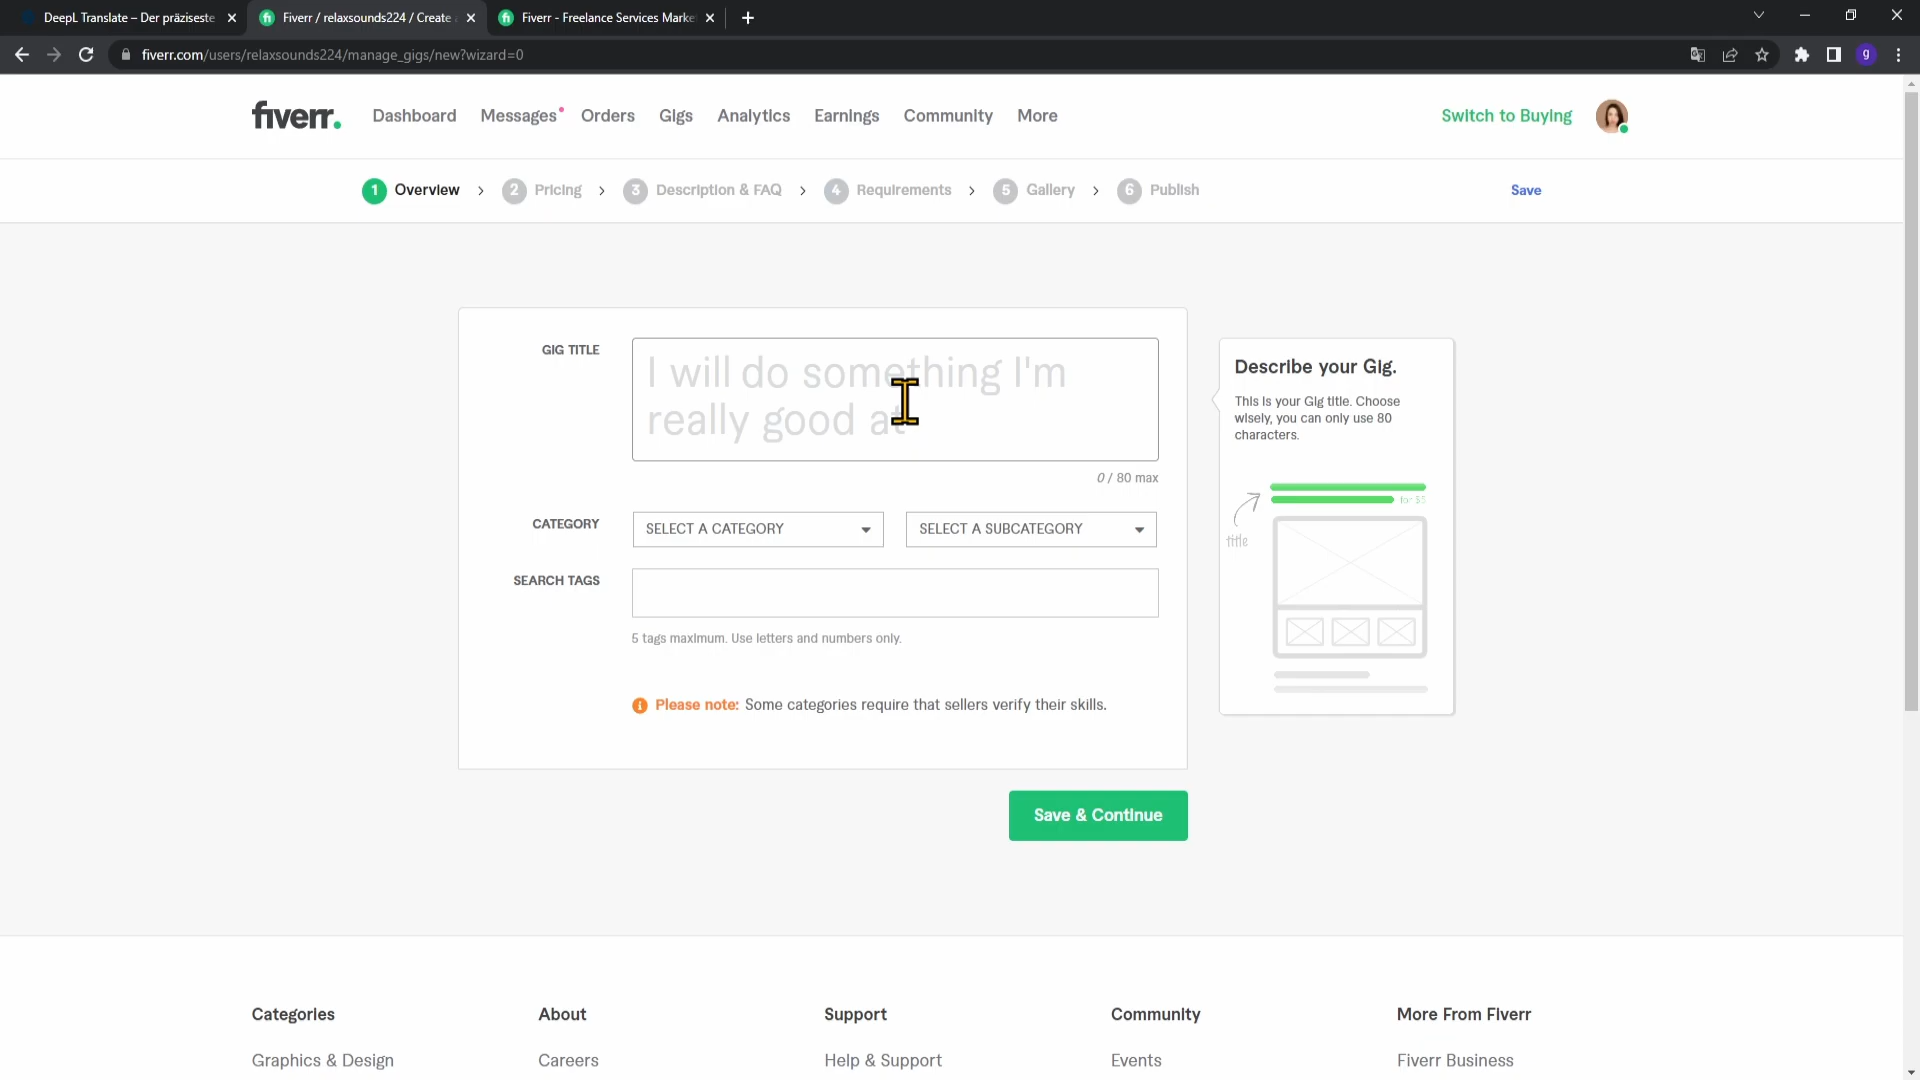 DeepL Translate – Der präziseste
Fiverr / relaxsounds224 / Create
Fiverr - Freelance Services Marke
fiverr.com/users/relaxsounds224/manage_gigs/new?wizard=0
g
fiverr.
Dashboard
Messages
Orders
Gigs
Analytics
Earnings
Community
More
Switch to Buying
1 Overview
2 Pricing
3 Description & FAQ
4 Requirements
5 Gallery
6 Publish
Save
GIG TITLE
I will do something I'm
really good at
0 / 80 max
CATEGORY
SELECT A CATEGORY
SELECT A SUBCATEGORY
SEARCH TAGS
5 tags maximum. Use letters and numbers only.
Please note: Some categories require that sellers verify their skills.
Save & Continue
Describe your Gig.
This is your Gig title. Choose
wisely, you can only use 80
characters.
for $5
title
Categories
About
Support
Community
More From Fiverr
Graphics & Design
Careers
Help & Support
Events
Fiverr Business